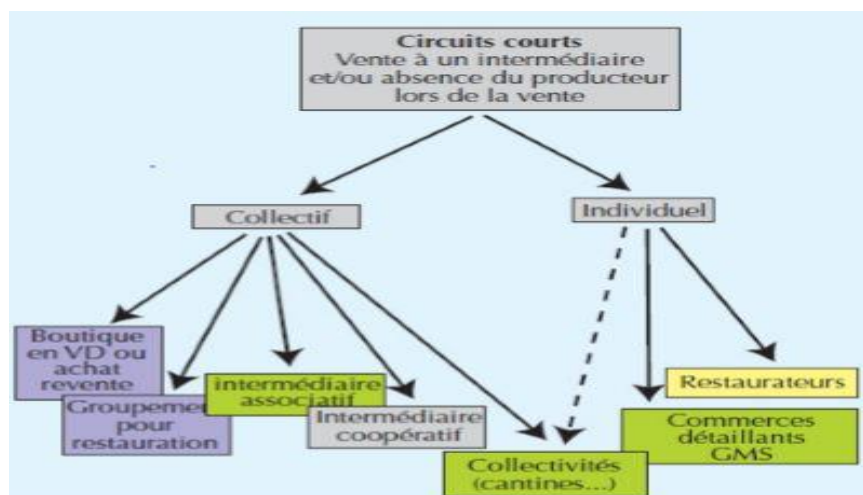 Circuits courts
Vente à un intermédiaire
et/ou absence du producteur
lors de la vente
Collectif
Individuel
Boutique
en VD ou
achat
revente
Groupement
pour
restauration
intermédiaire
associatif
Intermédiaire
coopératif
Collectivités
(cantines...)
Restaurateurs
Commerces
détaillants
GMS